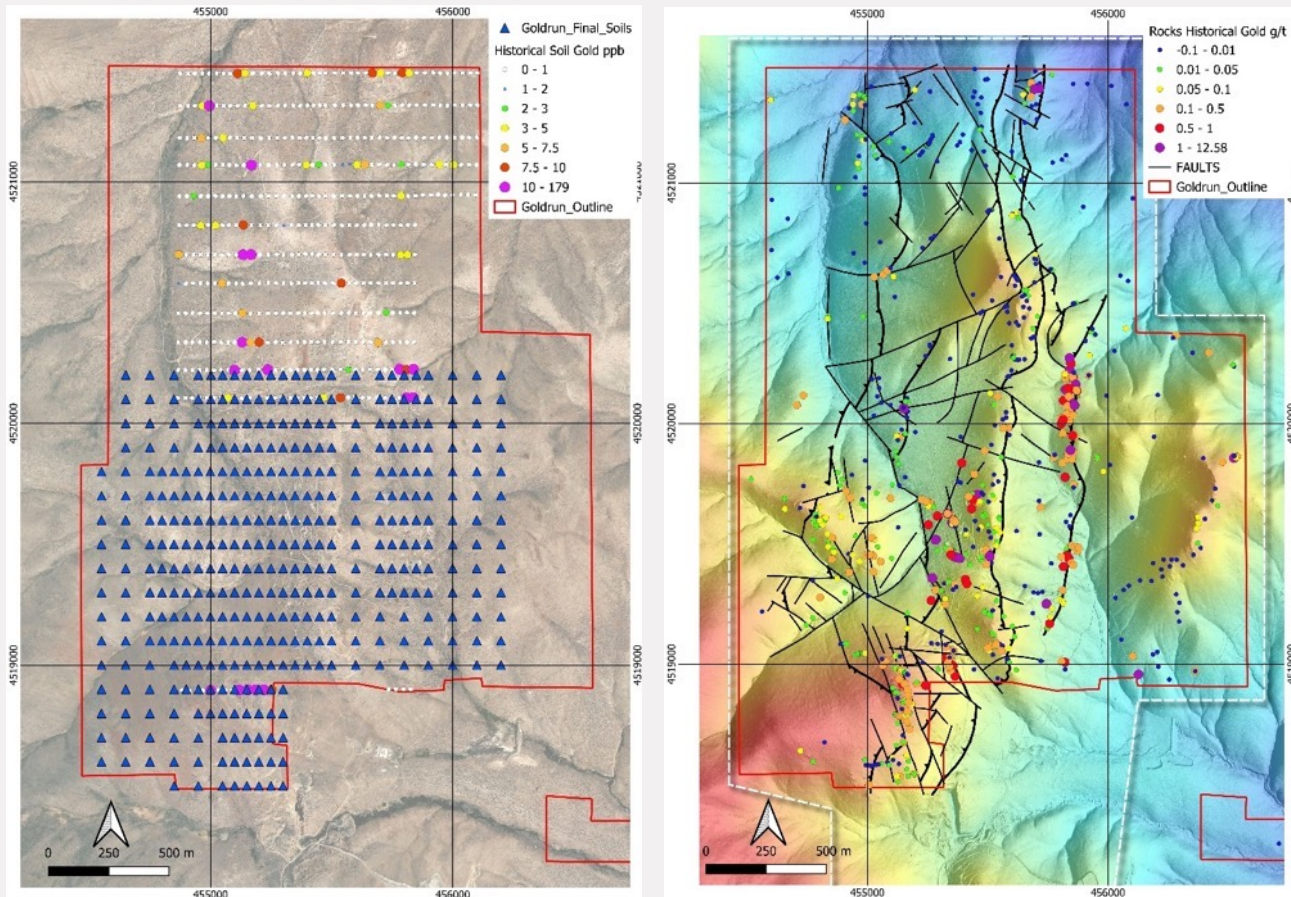 455000
456000
Goldrun_Final_Soils
Historical Soil Gold ppb
0 - 1
1 - 2
2 - 3
3 - 5
5 - 7.5
7.5 - 10
10 - 179
Goldrun_Outline
4521000
4520000
4520000
4519000
4519000
0
250
500 m
455000
456000
455000
456000
Rocks Historical Gold g/t
-0.1 - 0.01
0.01 - 0.05
0.05 - 0.1
0.1 - 0.5
0.5 - 1
1 - 12.58
FAULTS
Goldrun_Outline
4521000
4520000
4519000
0
250
500 m
455000
456000